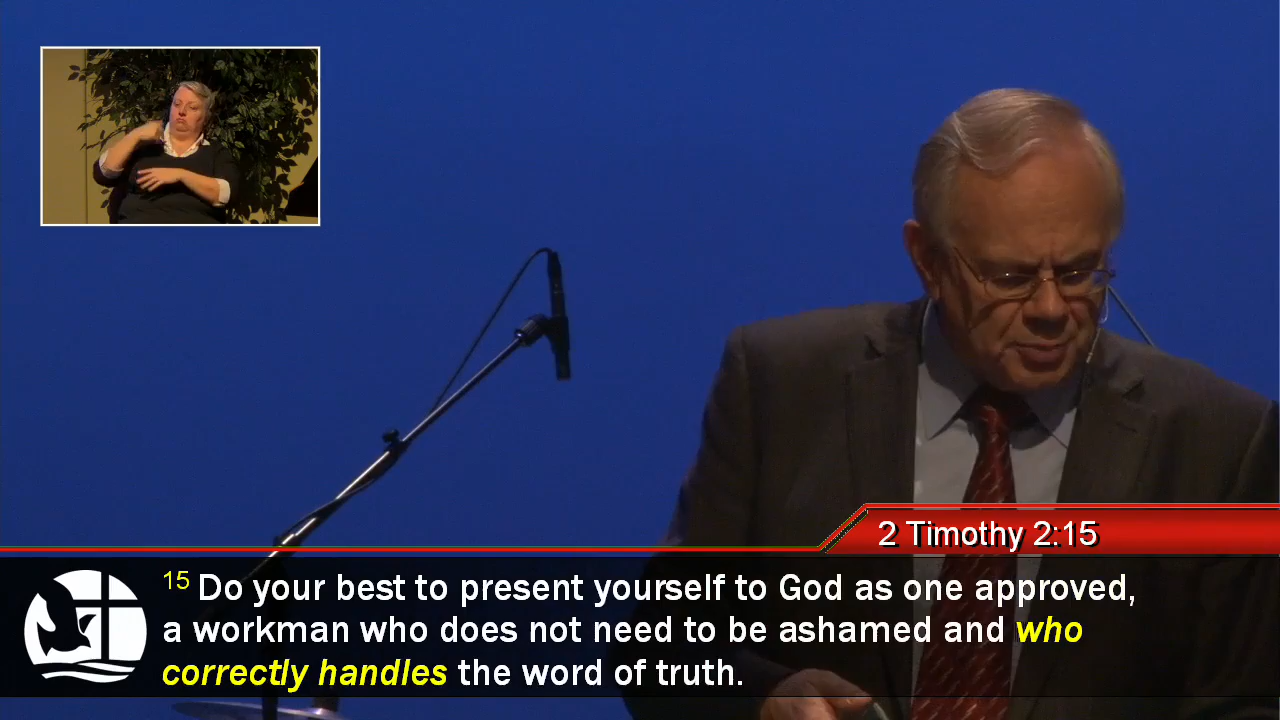 2 Timothy 2:15
15 Do your best to present yourself to God as one approved,
a workman who does not need to be ashamed and who
correctly handles the word of truth.